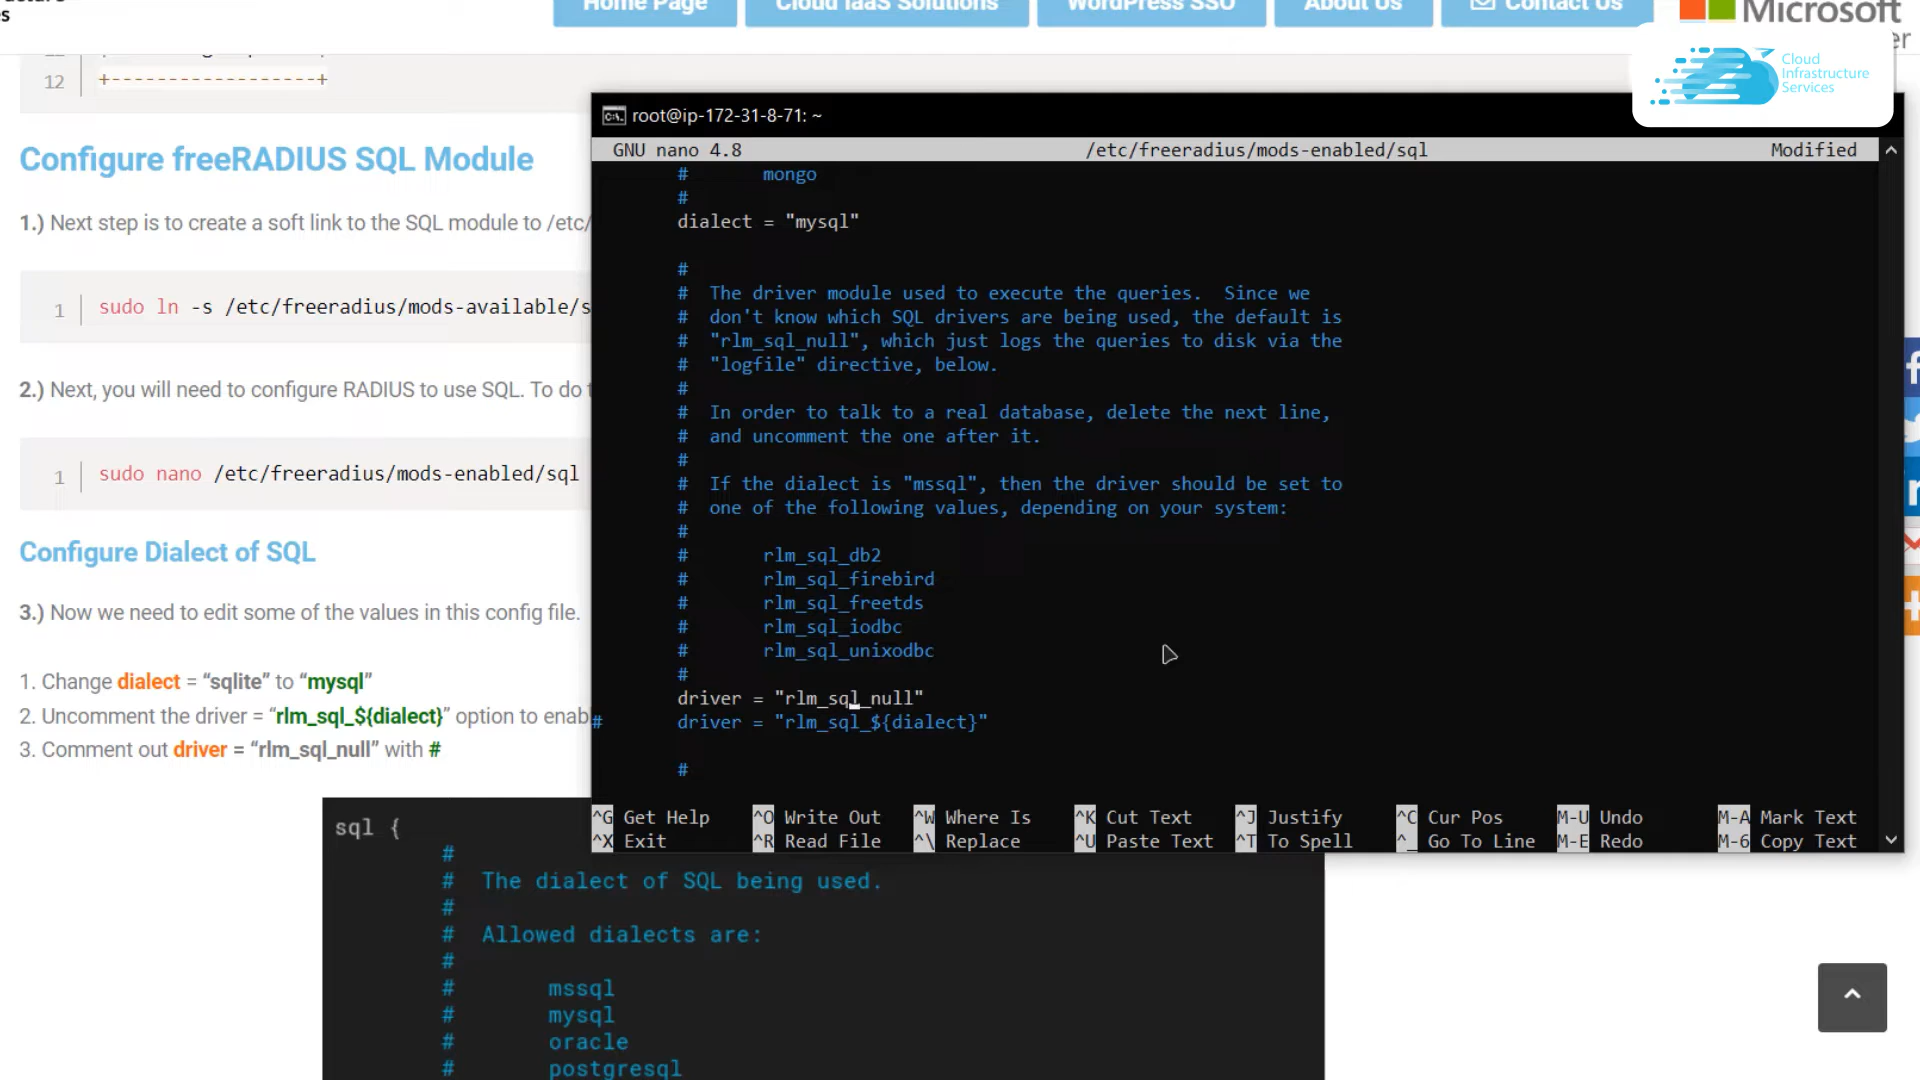 Home Page
Cloud IaaS Solutions
WordPress SSO
About Us
Contact Us
Microsoft
Cloud
Infrastructure
Services
12 +-----------------+
Configure freeRADIUS SQL Module
1.) Next step is to create a soft link to the SQL module to /etc/
1 sudo ln -s /etc/freeradius/mods-available/s
2.) Next, you will need to configure RADIUS to use SQL. To do
1 sudo nano /etc/freeradius/mods-enabled/sql
Configure Dialect of SQL
3.) Now we need to edit some of the values in this config file.
1. Change dialect = “sqlite” to “mysql”
2. Uncomment the driver = “rlm_sql_${dialect}” option to enab
3. Comment out driver = “rlm_sql_null” with #
root@ip-172-31-8-71: ~
GNU nano 4.8 /etc/freeradius/mods-enabled/sql Modified
# mongo
#
dialect = "mysql"
#
# The driver module used to execute the queries. Since we
# don't know which SQL drivers are being used, the default is
# "rlm_sql_null", which just logs the queries to disk via the
# "logfile" directive, below.
#
# In order to talk to a real database, delete the next line,
# and uncomment the one after it.
#
# If the dialect is "mssql", then the driver should be set to
# one of the following values, depending on your system:
#
# rlm_sql_db2
# rlm_sql_firebird
# rlm_sql_freetds
# rlm_sql_iodbc
# rlm_sql_unixodbc
#
driver = "rlm_sql_null"
# driver = "rlm_sql_${dialect}"
#
^G Get Help ^O Write Out ^W Where Is ^K Cut Text ^J Justify ^C Cur Pos M-U Undo M-A Mark Text
^X Exit ^R Read File ^\ Replace ^U Paste Text ^T To Spell ^_ Go To Line M-E Redo M-6 Copy Text
sql {
#
# The dialect of SQL being used.
#
# Allowed dialects are:
#
# mssql
# mysql
# oracle
# postgresql